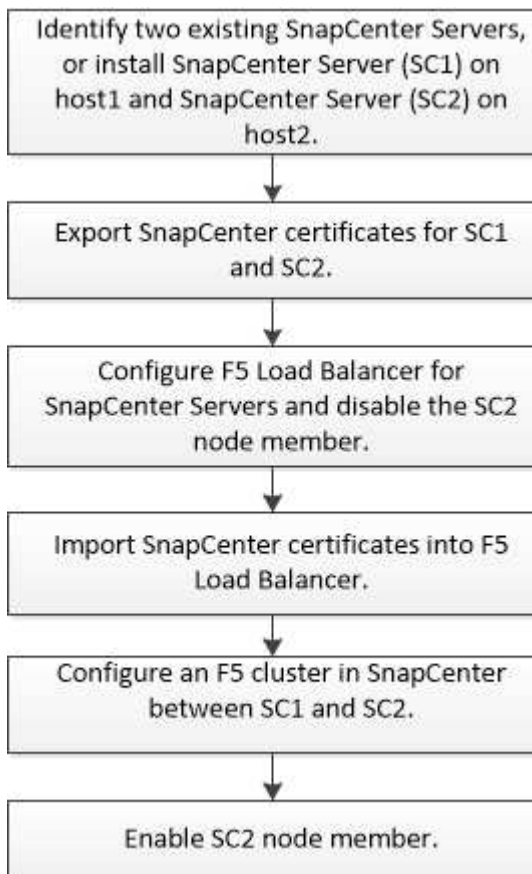 Identify two existing SnapCenter Servers,
or install SnapCenter Server (SC1) on
host1 and SnapCenter Server (SC2) on
host2.
Export SnapCenter certificates for SC1
and SC2.
Configure F5 Load Balancer for
SnapCenter Servers and disable the SC2
node member.
Import SnapCenter certificates into F5
Load Balancer.
Configure an F5 cluster in SnapCenter
between SC1 and SC2.
Enable SC2 node member.